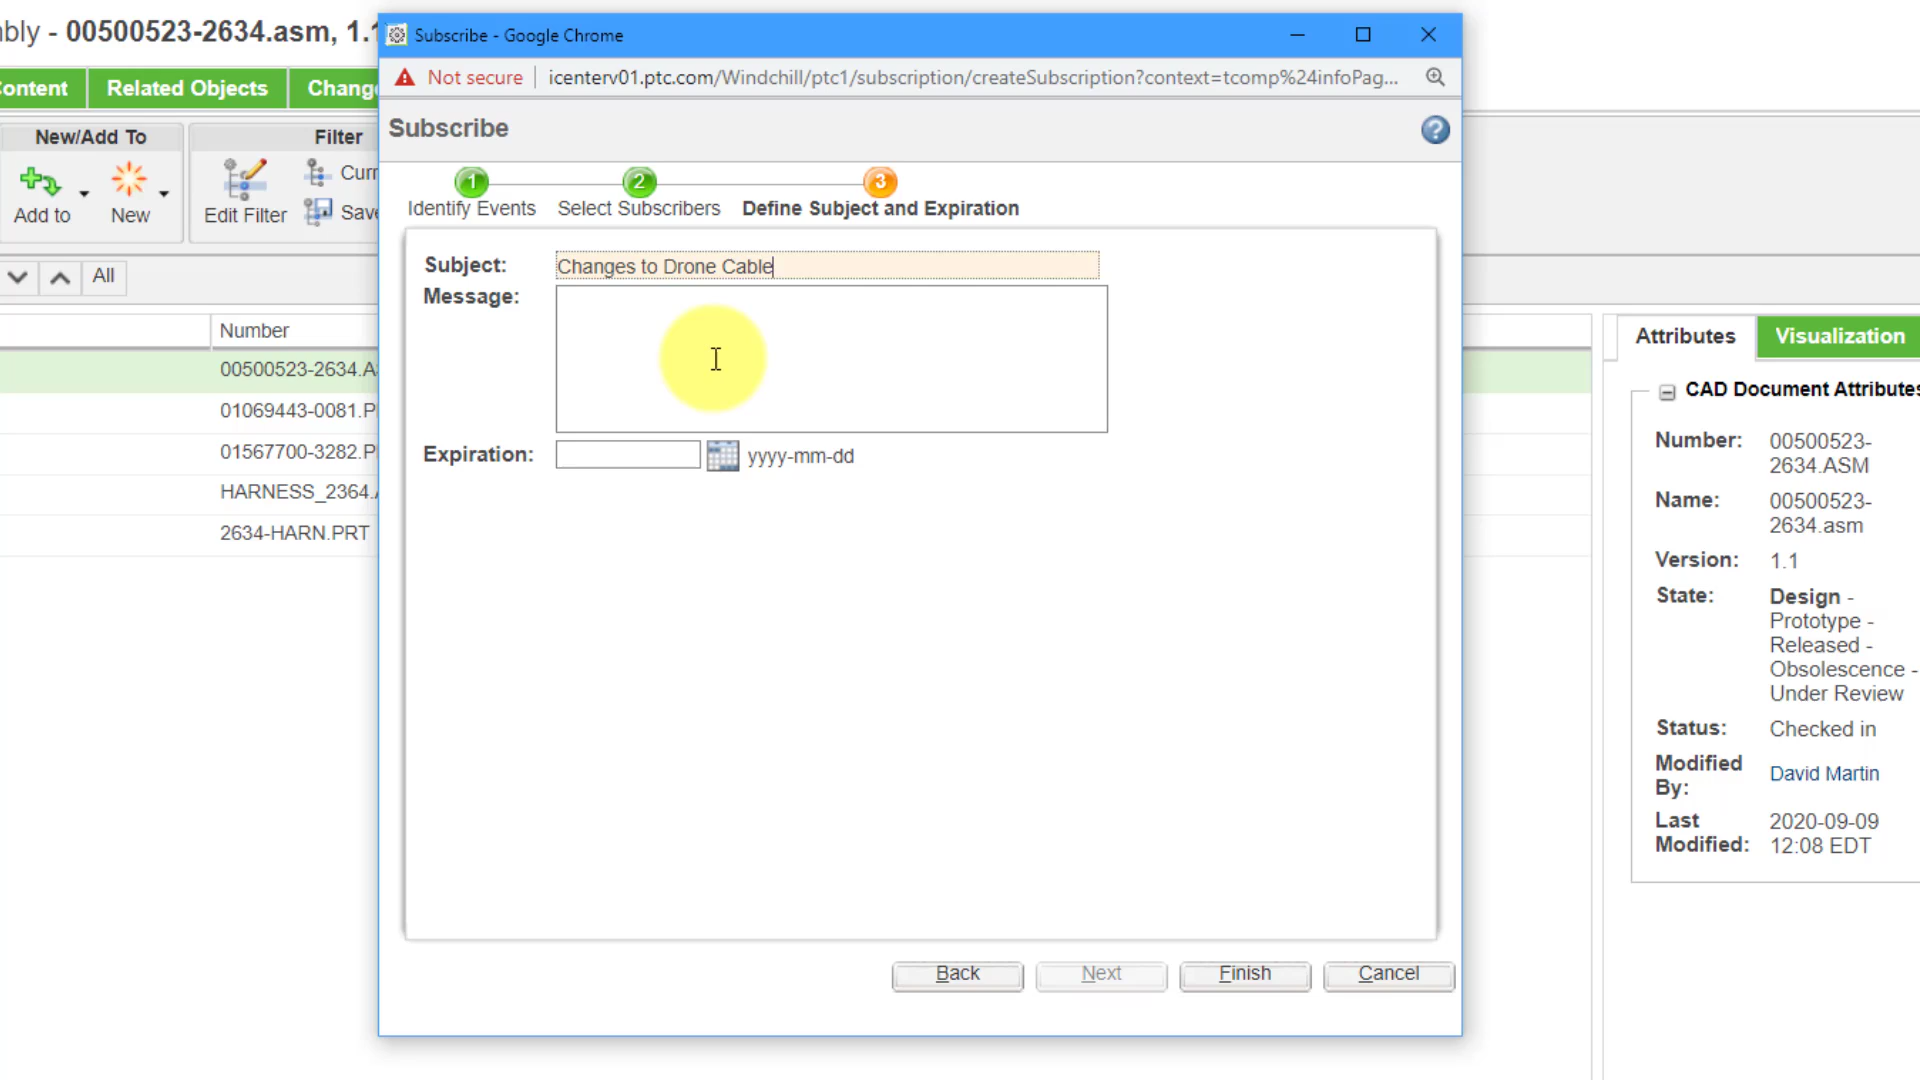 bly - 00500523-2634.asm, 1.1
Subscribe - Google Chrome
Not secure
icenterv01.ptc.com/Windchill/ptc1/subscription/createSubscription?context=tcomp%24infoPag...
ontent
Related Objects
Chang
New/Add To
Filter
Add to
New
Edit Filter
Curr
Save
All
Number
00500523-2634.A
01069443-0081.P
01567700-3282.P
HARNESS_2364.
2634-HARN.PRT
Subscribe
?
1
2
3
Identify Events
Select Subscribers
Define Subject and Expiration
Subject:
Changes to Drone Cable
Message:
Expiration:
yyyy-mm-dd
Back
Next
Finish
Cancel
Attributes
Visualization
CAD Document Attributes
Number:
00500523-
2634.ASM
Name:
00500523-
2634.asm
Version:
1.1
State:
Design -
Prototype -
Released -
Obsolescence -
Under Review
Status:
Checked in
Modified
By:
David Martin
Last
Modified:
2020-09-09
12:08 EDT